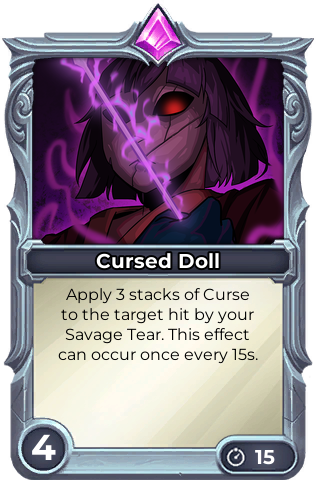 Cursed Doll
Apply 3 stacks of Curse
to the target hit by your
Savage Tear. This effect
can occur once every 15s.
4
15